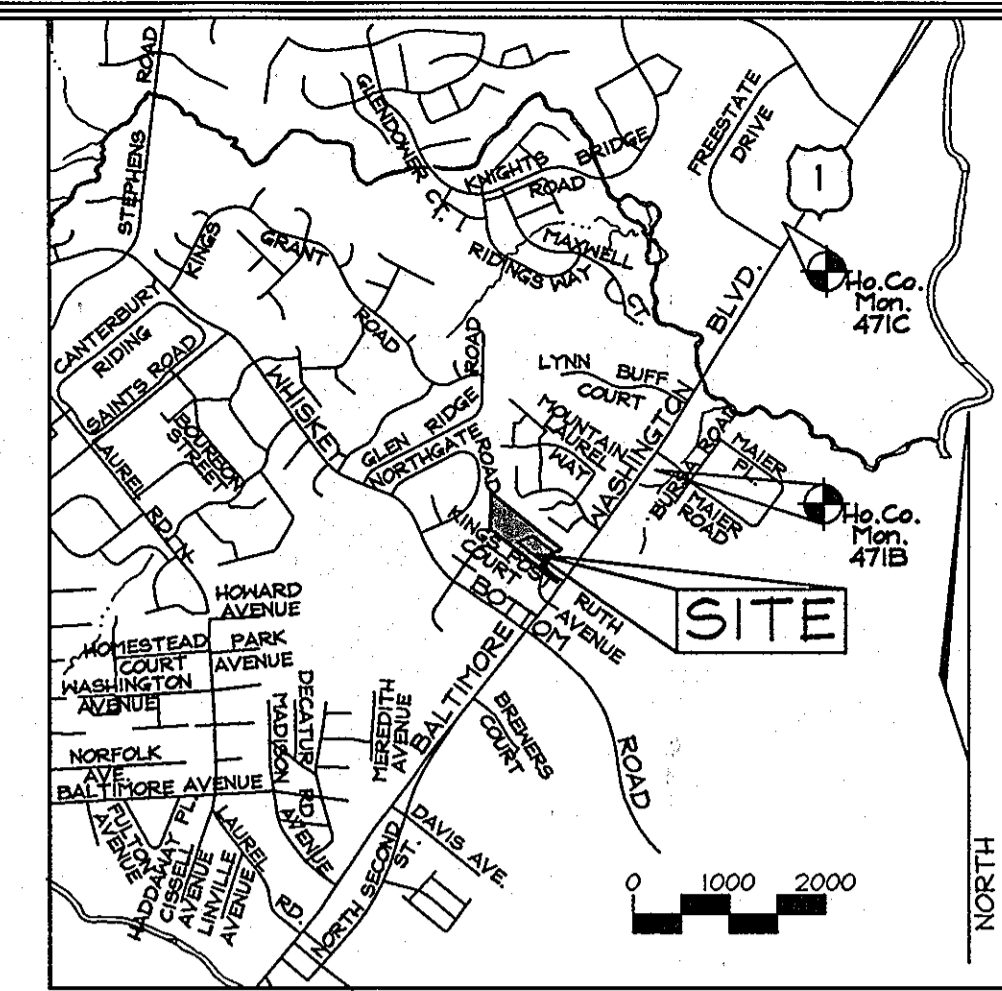 STEPHENS ROAD
GLENDOWER CT.
KNIGHTS BRIDGE
ROAD
FREESTATE
DRIVE
1
KINGS GRANT
ROAD
RIDINGS WAY
MAXWELL CT.
Ho.Co.
Mon.
471C
CANTERBURY
RIDING
SAINTS ROAD
BOURBON
STREET
WHISKEY
BOTTOM
ROAD
GLEN RIDGE
ROAD
NORTHGATE
ROAD
LYNN BUFF
COURT
MOUNTAIN
LAUREL
WAY
BALTIMORE
WASHINGTON
BLVD.
BURSA ROAD
MAIER
PL.
MAIER
ROAD
Ho.Co.
Mon.
471B
LAUREL
RD.
KINGS POST
COURT
RUTH
AVENUE
SITE
HOWARD
AVENUE
HOMESTEAD
COURT
PARK
AVENUE
WASHINGTON
AVENUE
DECATUR RD
MADISON AVENUE
MEREDITH
AVENUE
BREWERS
COURT
NORFOLK
AVE.
BALTIMORE AVENUE
FULTON
AVENUE
HADDAWAY PL.
CISSELL
AVENUE
LINVILLE
AVENUE
LAUREL
RD.
NORTH SECOND
ST.
DAVIS AVE.
0 1000 2000
NORTH